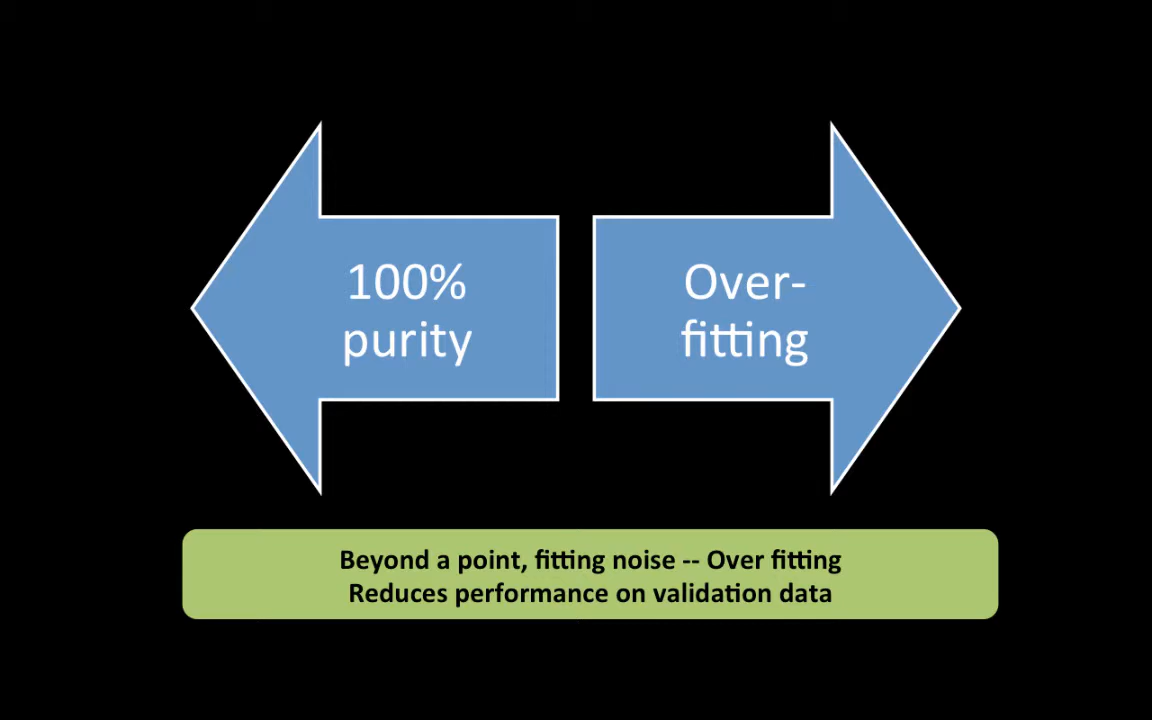 100%
purity
Over-
fitting
Beyond a point, fitting noise -- Over fitting
Reduces performance on validation data